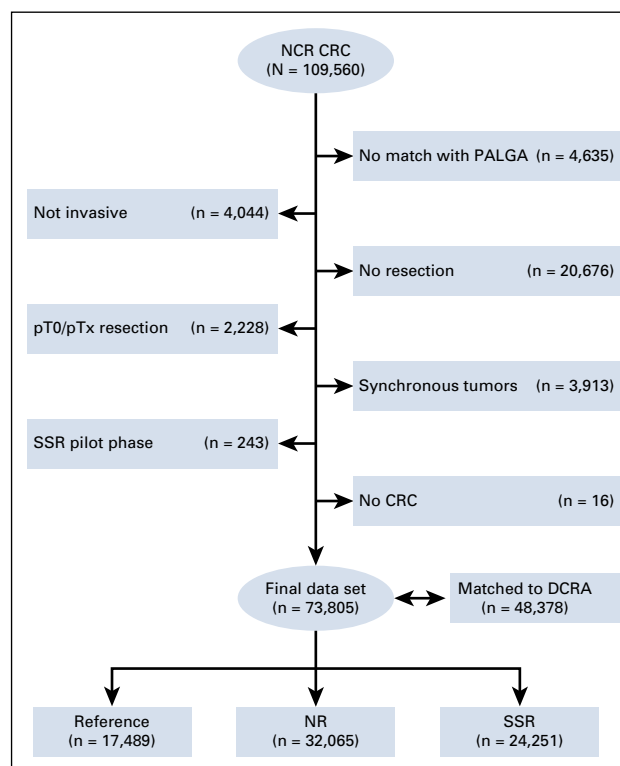 NCR CRC
(N = 109,560)
No match with PALGA (n = 4,635)
Not invasive (n = 4,044)
No resection (n = 20,676)
pT0/pTx resection (n = 2,228)
Synchronous tumors (n = 3,913)
SSR pilot phase (n = 243)
No CRC (n = 16)
Final data set
(n = 73,805)
Matched to DCRA
(n = 48,378)
Reference
(n = 17,489)
NR
(n = 32,065)
SSR
(n = 24,251)